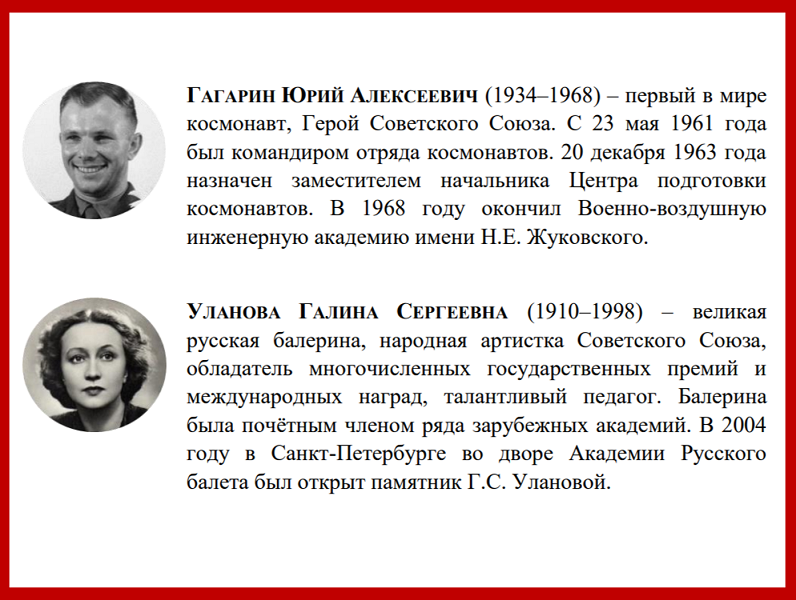 ГАГАРИН ЮРИЙ АЛЕКСЕЕВИЧ (1934–1968) – первый в мире
космонавт, Герой Советского Союза. С 23 мая 1961 года
был командиром отряда космонавтов. 20 декабря 1963 года
назначен заместителем начальника Центра подготовки
космонавтов. В 1968 году окончил Военно-воздушную
инженерную академию имени Н.Е. Жуковского.
УЛАНОВА ГАЛИНА СЕРГЕЕВНА (1910–1998) – великая
русская балерина, народная артистка Советского Союза,
обладатель многочисленных государственных премий и
международных наград, талантливый педагог. Балерина
была почётным членом ряда зарубежных академий. В 2004
году в Санкт-Петербурге во дворе Академии Русского
балета был открыт памятник Г.С. Улановой.